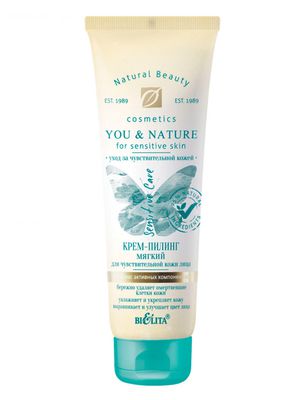 Natural Beauty
EST. 1989 EST. 1989
cosmetics
YOU & NATURE
for sensitive skin
• уход за чувствительной кожей •
Sensitive Care
NATURAL
INGREDIENTS
КРЕМ-ПИЛИНГ
МЯГКИЙ
для чувствительной кожи лица
активных компонентов
бережно удаляет омертвевшие
клетки кожи
увлажняет и укрепляет кожу
выравнивает и улучшает цвет лица
BIELITA